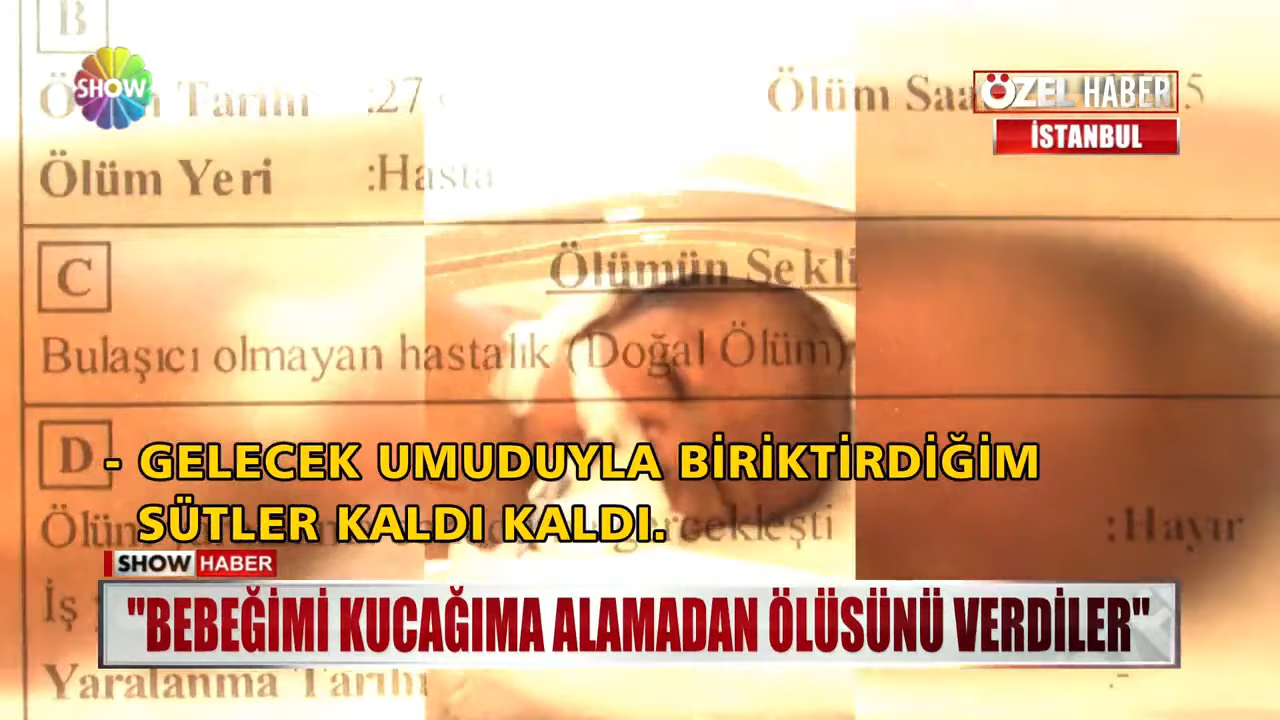 B
SHOW
Tarihi :27
Ölüm
ÖZEL HABER
5
İSTANBUL
Ölüm Yeri :Hasta
C
Ölümün Şekli
Bulaşıcı olmayan hastalık (Doğal Ölüm)
D
- GELECEK UMUDUYLA BİRİKTİRDİĞİM
SÜTLER KALDI KALDI.
gerçekleşti :Hayır
SHOW HABER
İş
"BEBEĞİMİ KUCAĞIMA ALAMADAN ÖLÜSÜNÜ VERDİLER"
Yaralanma Tarihi :-